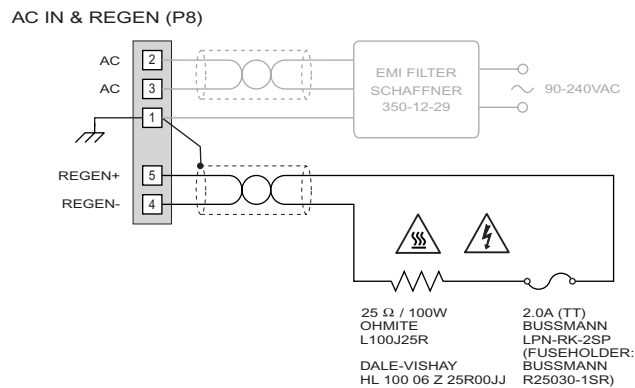 AC IN & REGEN (P8)
AC 2
AC 3
1
REGEN+ 5
REGEN- 4
EMI FILTER
SCHAFFNER
350-12-29
90-240VAC
25 Ω / 100W
OHMITE
L100J25R
DALE-VISHAY
HL 100 06 Z 25R00JJ
2.0A (TT)
BUSSMANN
LPN-RK-2SP
(FUSEHOLDER:
BUSSMANN
R25030-1SR)